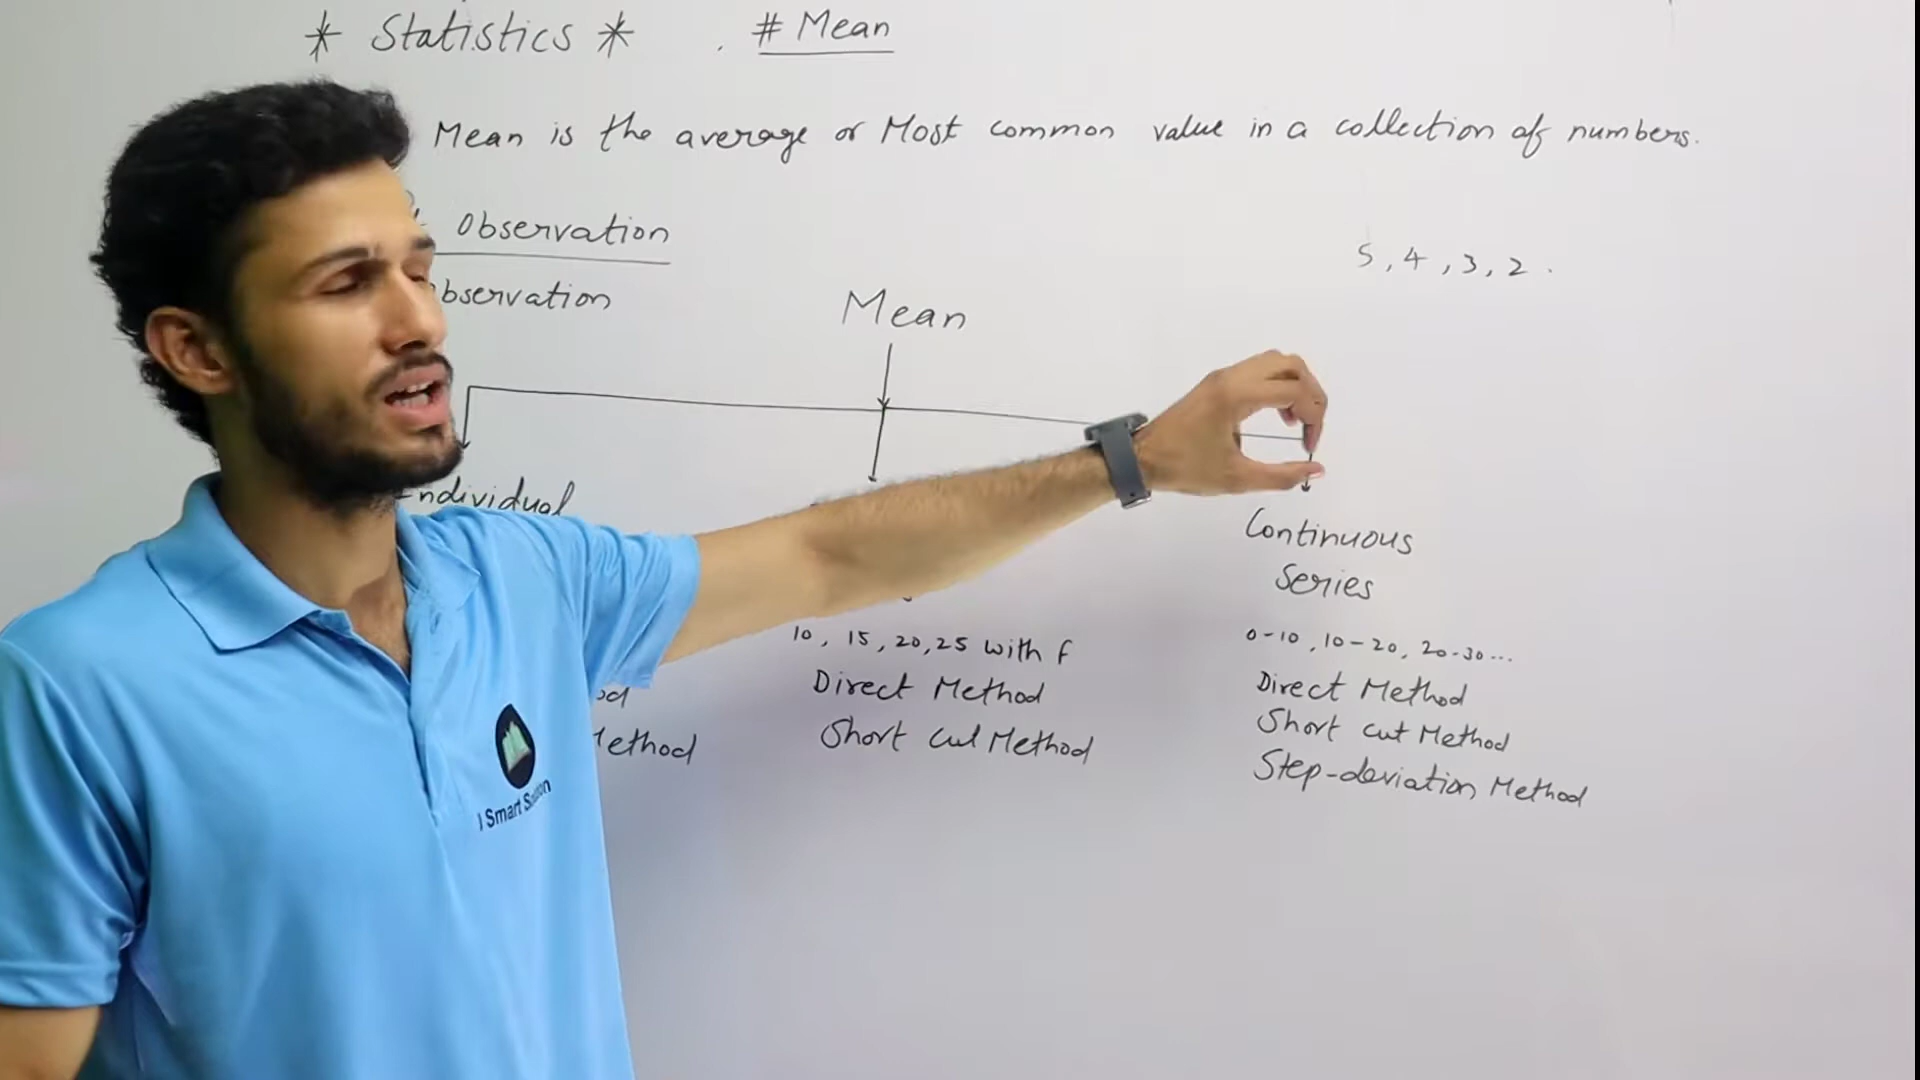 * Statistics * . # Mean
Mean is the average or Most common value in a collection of numbers.
Observation
bservation
5, 4, 3, 2.
Mean
Individual
Continuous
Series
10, 15, 20, 25 with f
0-10, 10-20, 20-30...
Direct Method
Short cut Method
Direct Method
Short cut Method
Step-deviation Method
od
Method
I Smart Solution